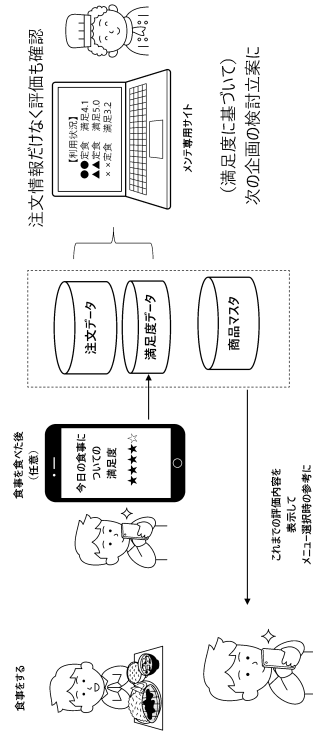 食事をする
食事を食べた後
(任意)
今日の食事に
ついての
満足度
★★★★☆
注文データ
満足度データ
商品マスタ
注文情報だけなく評価も確認
【利用状況】
●●定食 満足4.1
▲▲定食 満足5.0
××定食 満足3.2
メンテ専用サイト
(満足度に基づいて)
次の企画の検討立案に
これまでの評価内容を
表示して
メニュー選択時の参考に